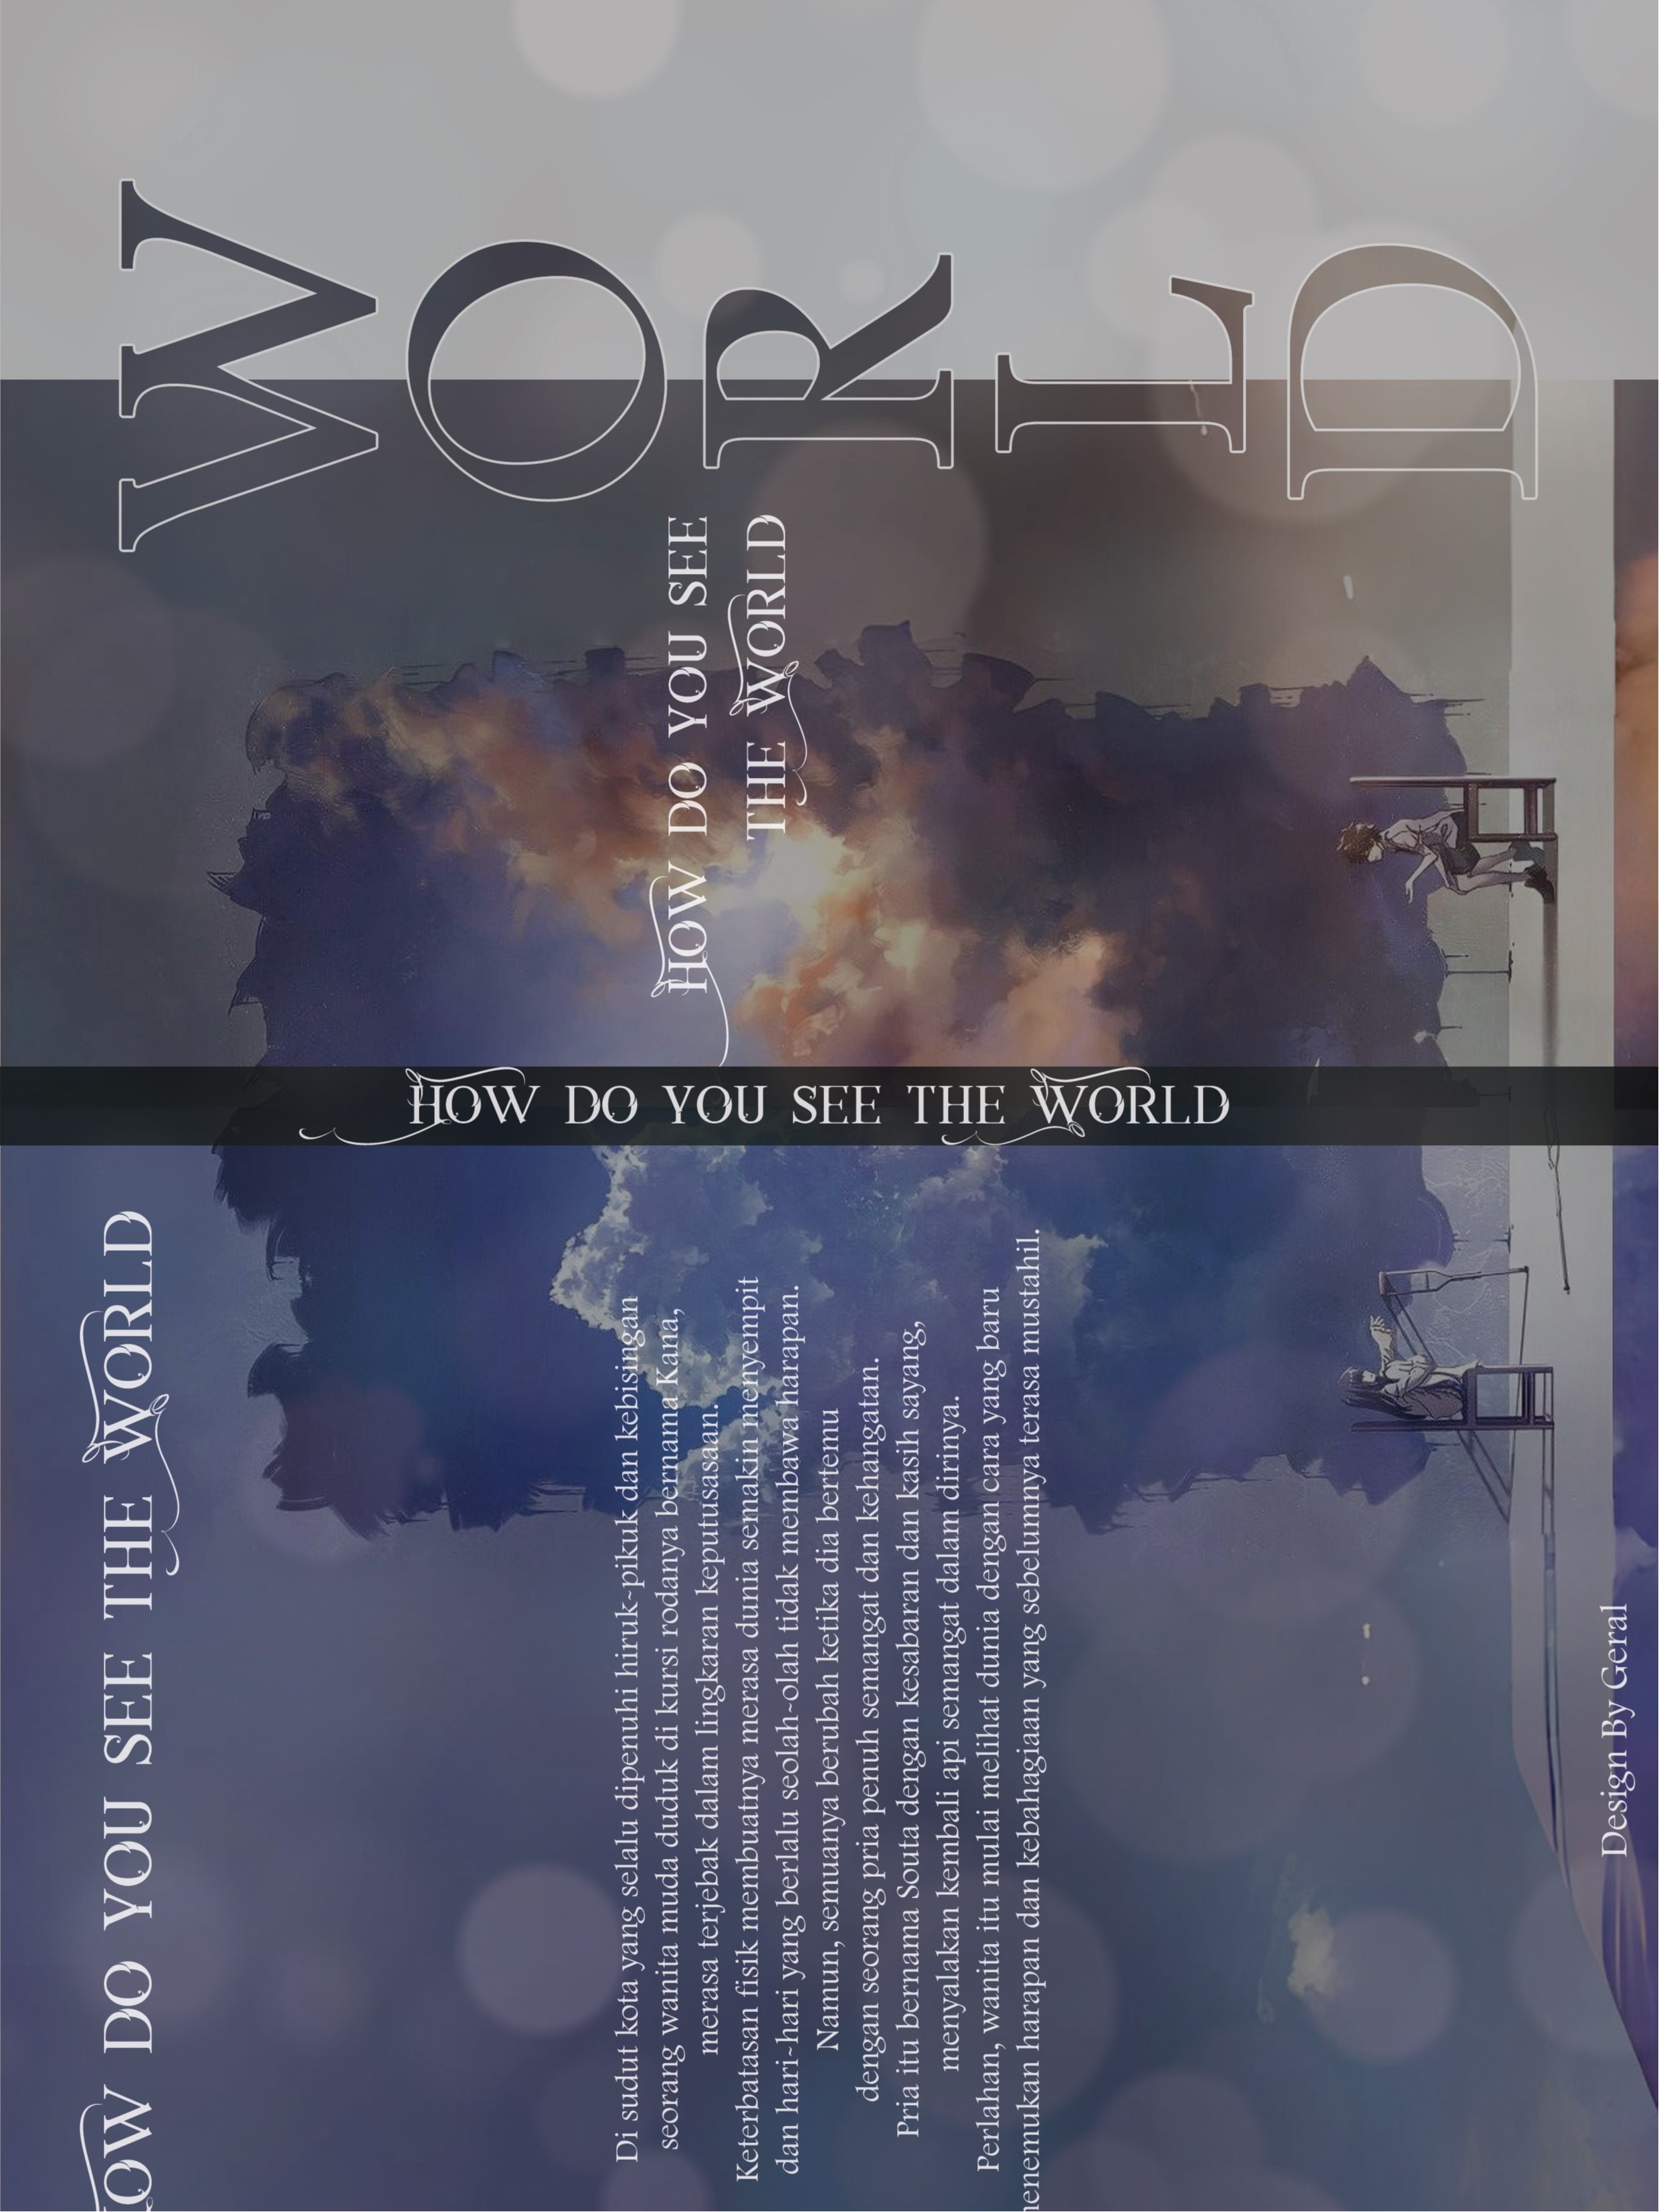 HOW DO YOU SEE THE WORLD
Di sudut kota yang selalu dipenuhi hiruk-pikuk dan kebisingan
seorang wanita muda duduk di kursi rodanya bernama Kana,
merasa terjebak dalam lingkaran keputusasaan.
Keterbatasan fisik membuatnya merasa dunia semakin menyempit
dan hari-hari yang berlalu seolah-olah tidak membawa harapan.
Namun, semuanya berubah ketika dia bertemu
dengan seorang pria penuh semangat dan kehangatan.
Pria itu bernama Souta dengan kesabaran dan kasih sayang,
menyalakan kembali api semangat dalam dirinya.
Perlahan, wanita itu mulai melihat dunia dengan cara yang baru
menemukan harapan dan kebahagiaan yang sebelumnya terasa mustahil.
Design By Geral
HOW DO YOU SEE THE WORLD
HOW DO YOU SEE
THE WORLD
WORLD